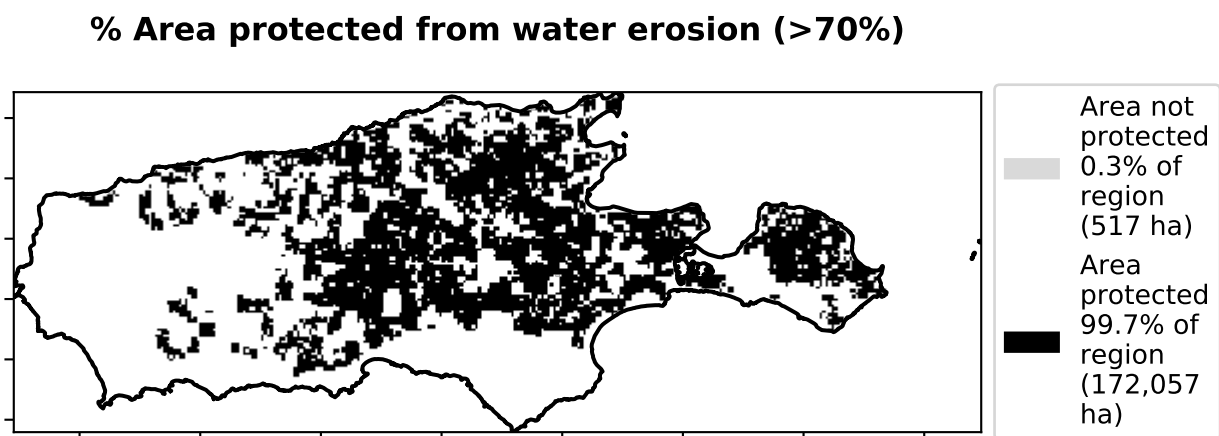 % Area protected from water erosion (>70%)
Area not
protected
0.3% of
region
(517 ha)
Area
protected
99.7% of
region
(172,057
ha)